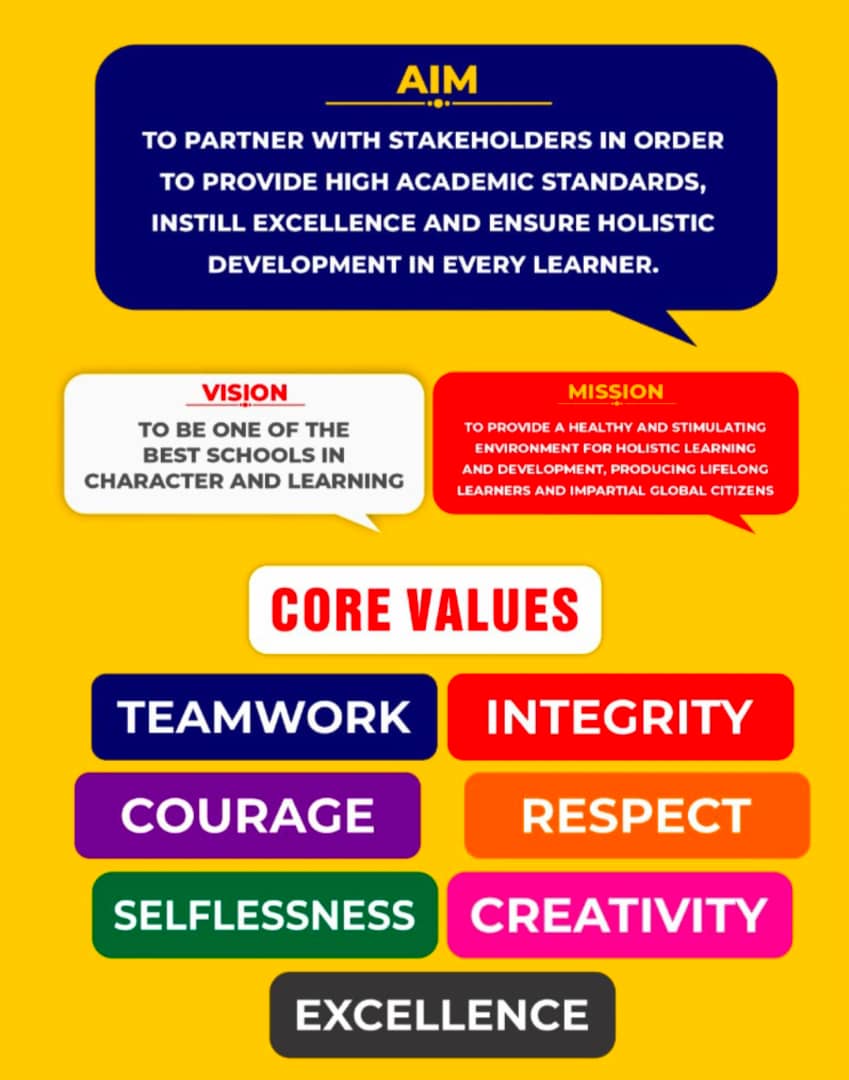 AIM
TO PARTNER WITH STAKEHOLDERS IN ORDER
TO PROVIDE HIGH ACADEMIC STANDARDS,
INSTILL EXCELLENCE AND ENSURE HOLISTIC
DEVELOPMENT IN EVERY LEARNER.
VISION
TO BE ONE OF THE
BEST SCHOOLS IN
CHARACTER AND LEARNING
MISSION
TO PROVIDE A HEALTHY AND STIMULATING
ENVIRONMENT FOR HOLISTIC LEARNING
AND DEVELOPMENT, PRODUCING LIFELONG
LEARNERS AND IMPARTIAL GLOBAL CITIZENS
CORE VALUES
TEAMWORK
INTEGRITY
COURAGE
RESPECT
SELFLESSNESS
CREATIVITY
EXCELLENCE